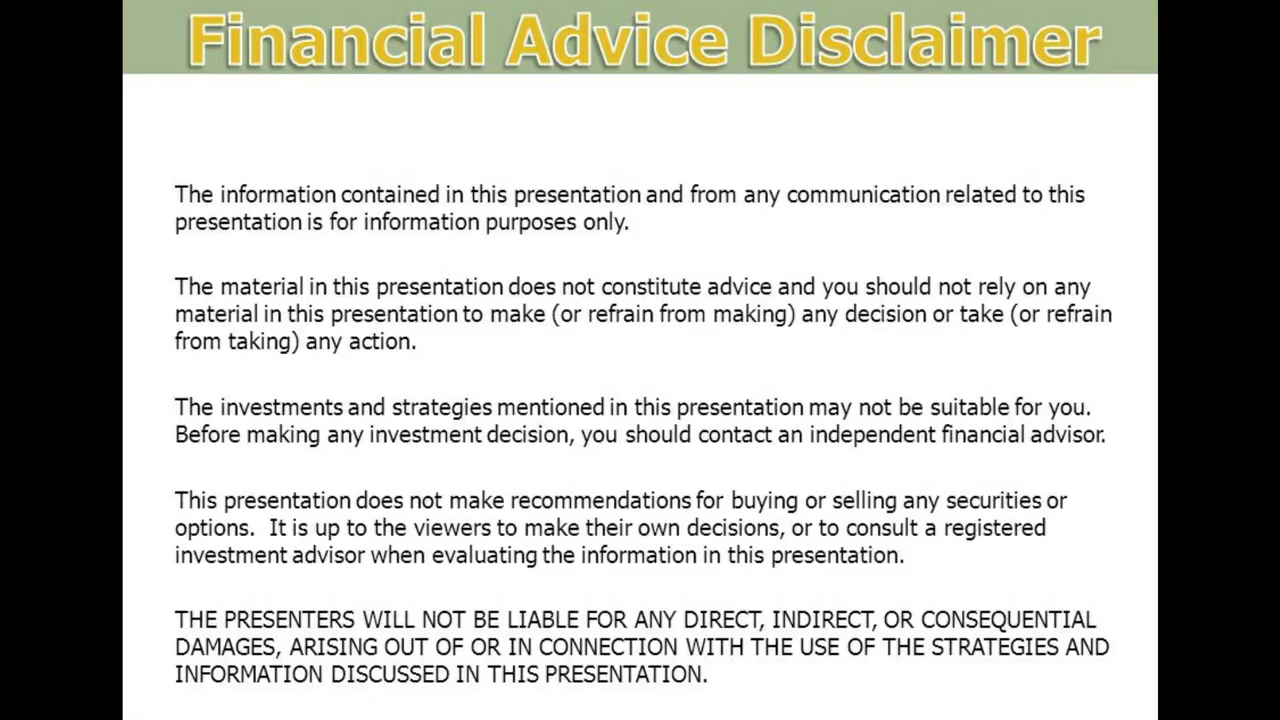 Financial Advice Disclaimer
The information contained in this presentation and from any communication related to this
presentation is for information purposes only.
The material in this presentation does not constitute advice and you should not rely on any
material in this presentation to make (or refrain from making) any decision or take (or refrain
from taking) any action.
The investments and strategies mentioned in this presentation may not be suitable for you.
Before making any investment decision, you should contact an independent financial advisor.
This presentation does not make recommendations for buying or selling any securities or
options.  It is up to the viewers to make their own decisions, or to consult a registered
investment advisor when evaluating the information in this presentation.
THE PRESENTERS WILL NOT BE LIABLE FOR ANY DIRECT, INDIRECT, OR CONSEQUENTIAL
DAMAGES, ARISING OUT OF OR IN CONNECTION WITH THE USE OF THE STRATEGIES AND
INFORMATION DISCUSSED IN THIS PRESENTATION.